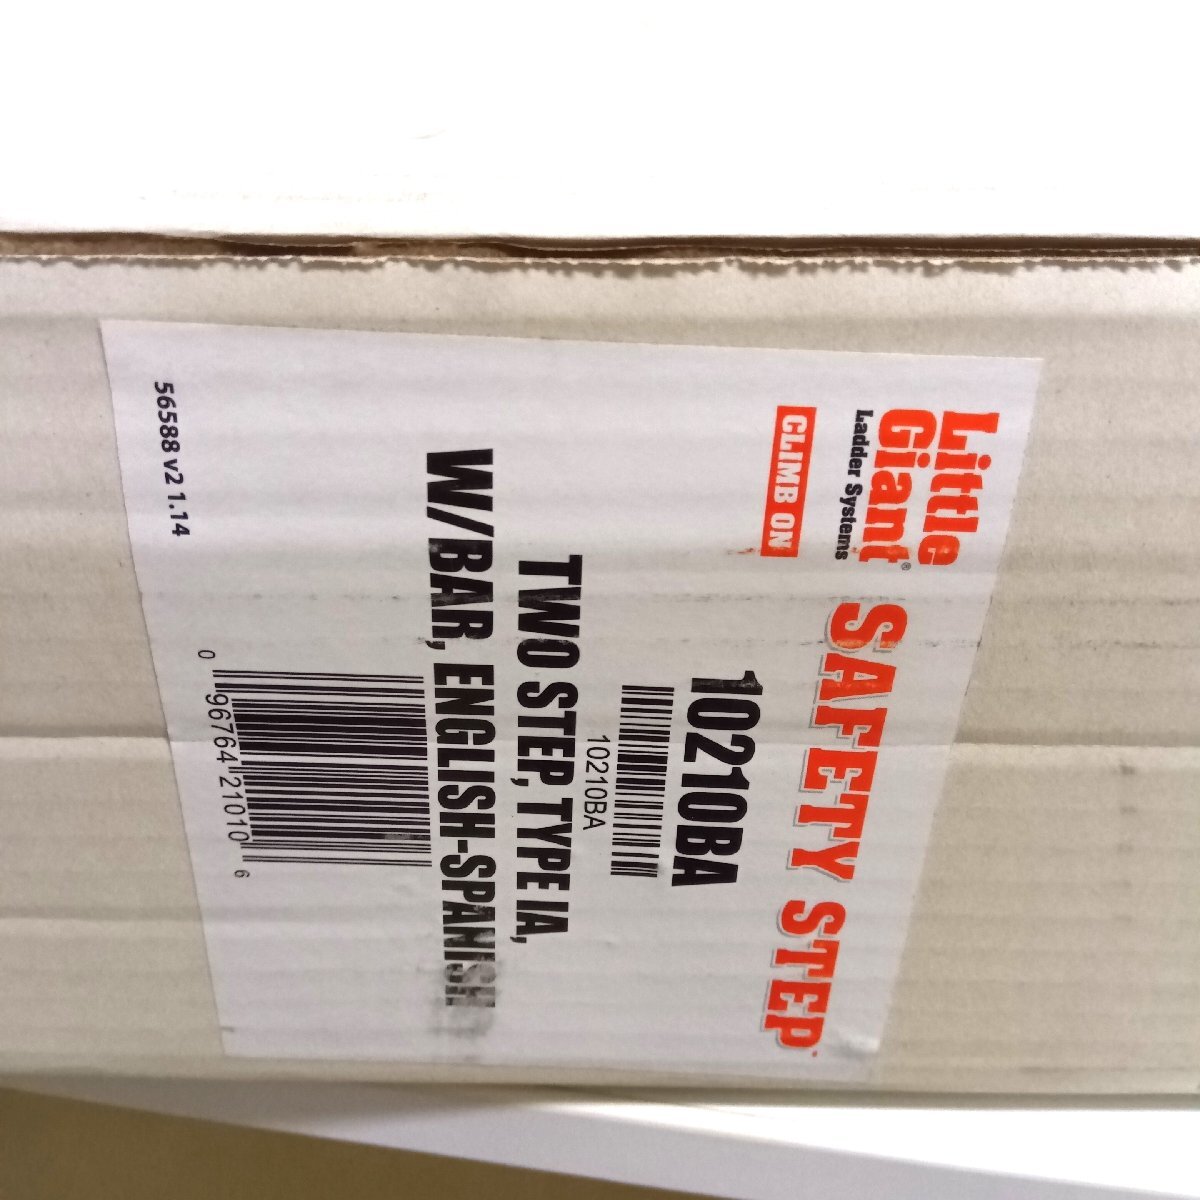 Little
Giant®
Ladder Systems
CLIMB ON
SAFETY STEP
10210BA
10210BA
TWO STEP, TYPE IA,
W/BAR, ENGLISH-SPANISH
0 96764 21010 6
56588 v2 1.14